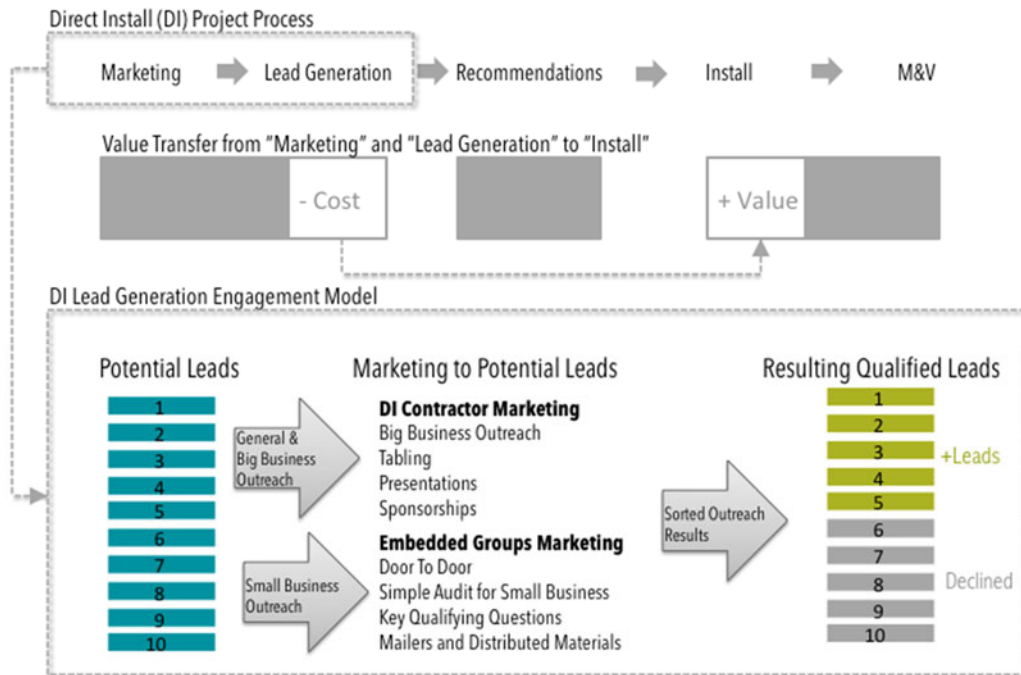 Direct Install (DI) Project Process
Marketing
Lead Generation
Recommendations
Install
M&V
Value Transfer from "Marketing" and "Lead Generation" to "Install"
- Cost
+ Value
DI Lead Generation Engagement Model
Potential Leads
1
2
3
4
5
6
7
8
9
10
General &
Big Business
Outreach
Small Business
Outreach
Marketing to Potential Leads
DI Contractor Marketing
Big Business Outreach
Tabling
Presentations
Sponsorships
Embedded Groups Marketing
Door To Door
Simple Audit for Small Business
Key Qualifying Questions
Mailers and Distributed Materials
Sorted Outreach
Results
Resulting Qualified Leads
1
2
3
4
5
6
7
8
9
10
+Leads
Declined